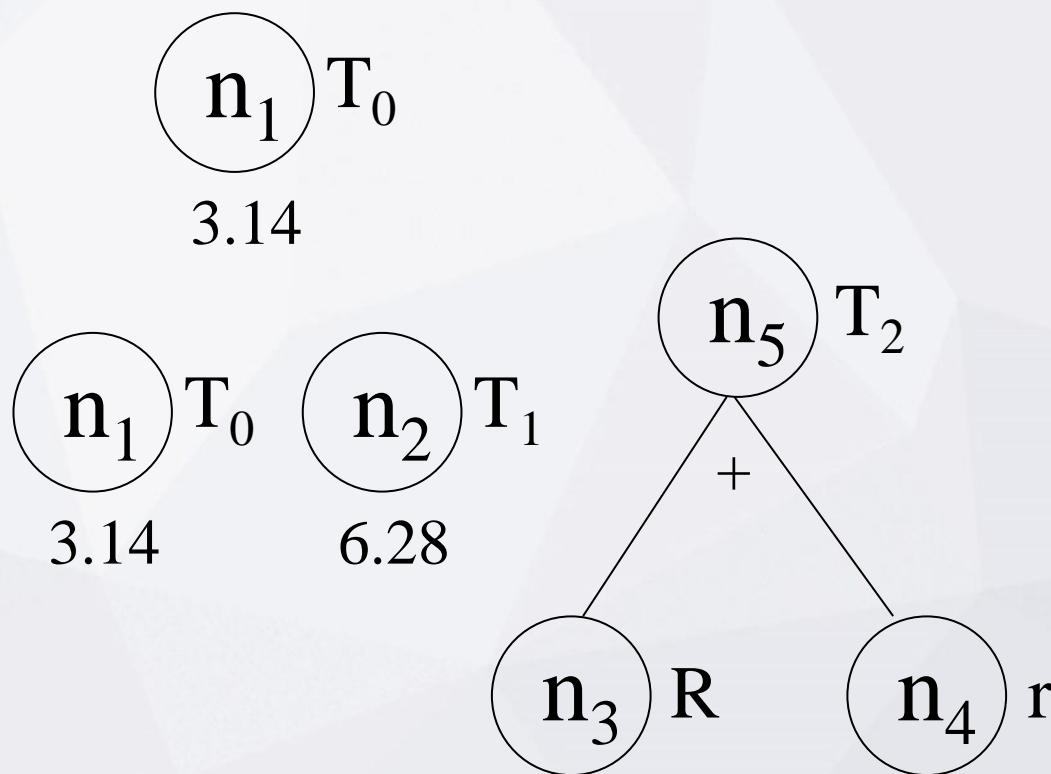 n₁ T₀
3.14
n₅ T₂
n₁ T₀ n₂ T₁
+
3.14 6.28
n₃ R n₄ r